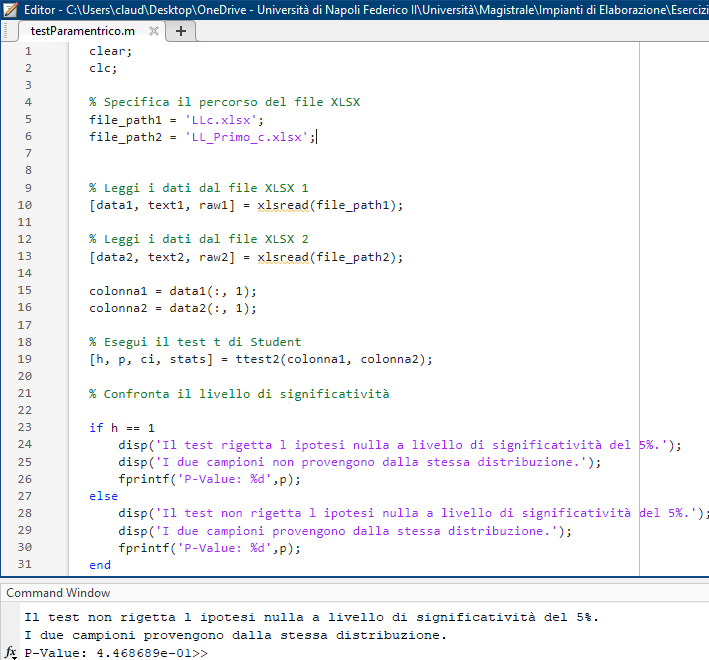 Editor - C:\Users\claud\Desktop\OneDrive - Università di Napoli Federico II\Università\Magistrale\Impianti di Elaborazione\Esercizi
testParamentrico.m
1 clear;
2 clc;
3
4 % Specifica il percorso del file XLSX
5 file_path1 = 'LLc.xlsx';
6 file_path2 = 'LL_Primo_c.xlsx';
7
8
9 % Leggi i dati dal file XLSX 1
10 [data1, text1, raw1] = xlsread(file_path1);
11
12 % Leggi i dati dal file XLSX 2
13 [data2, text2, raw2] = xlsread(file_path2);
14
15 colonna1 = data1(:, 1);
16 colonna2 = data2(:, 1);
17
18 % Esegui il test t di Student
19 [h, p, ci, stats] = ttest2(colonna1, colonna2);
20
21 % Confronta il livello di significatività
22
23 if h == 1
24 disp('Il test rigetta l ipotesi nulla a livello di significatività del 5%.');
25 disp('I due campioni non provengono dalla stessa distribuzione.');
26 fprintf('P-Value: %d',p);
27 else
28 disp('Il test non rigetta l ipotesi nulla a livello di significatività del 5%.');
29 disp('I due campioni provengono dalla stessa distribuzione.');
30 fprintf('P-Value: %d',p);
31 end
Command Window
Il test non rigetta l ipotesi nulla a livello di significatività del 5%.
I due campioni provengono dalla stessa distribuzione.
fx P-Value: 4.468689e-01>>